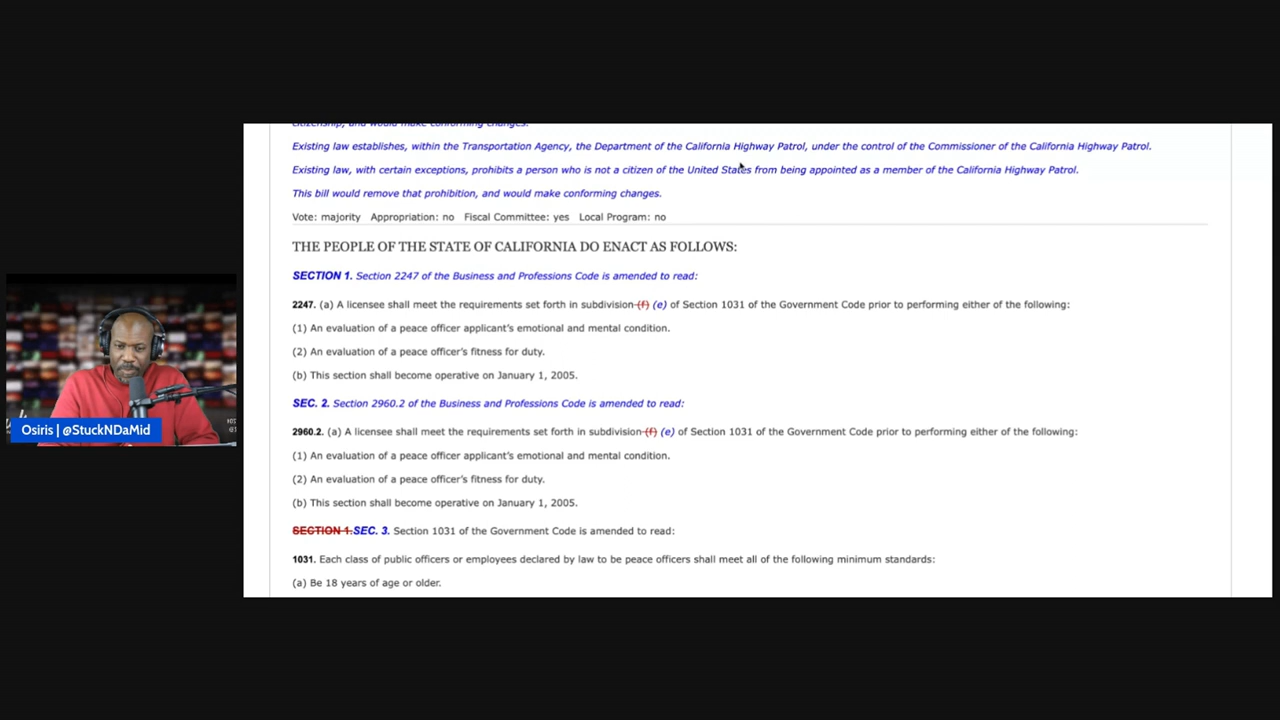 citizenship, and would make conforming changes.
Existing law establishes, within the Transportation Agency, the Department of the California Highway Patrol, under the control of the Commissioner of the California Highway Patrol.
Existing law, with certain exceptions, prohibits a person who is not a citizen of the United States from being appointed as a member of the California Highway Patrol.
This bill would remove that prohibition, and would make conforming changes.
Vote: majority Appropriation: no Fiscal Committee: yes Local Program: no
THE PEOPLE OF THE STATE OF CALIFORNIA DO ENACT AS FOLLOWS:
SECTION 1. Section 2247 of the Business and Professions Code is amended to read:
2247. (a) A licensee shall meet the requirements set forth in subdivision (f) (e) of Section 1031 of the Government Code prior to performing either of the following:
(1) An evaluation of a peace officer applicant's emotional and mental condition.
(2) An evaluation of a peace officer's fitness for duty.
(b) This section shall become operative on January 1, 2005.
SEC. 2. Section 2960.2 of the Business and Professions Code is amended to read:
2960.2. (a) A licensee shall meet the requirements set forth in subdivision (f) (e) of Section 1031 of the Government Code prior to performing either of the following:
(1) An evaluation of a peace officer applicant's emotional and mental condition.
(2) An evaluation of a peace officer's fitness for duty.
(b) This section shall become operative on January 1, 2005.
SECTION 1. SEC. 3. Section 1031 of the Government Code is amended to read:
1031. Each class of public officers or employees declared by law to be peace officers shall meet all of the following minimum standards:
(a) Be 18 years of age or older.
Osiris | @StuckNDaMid